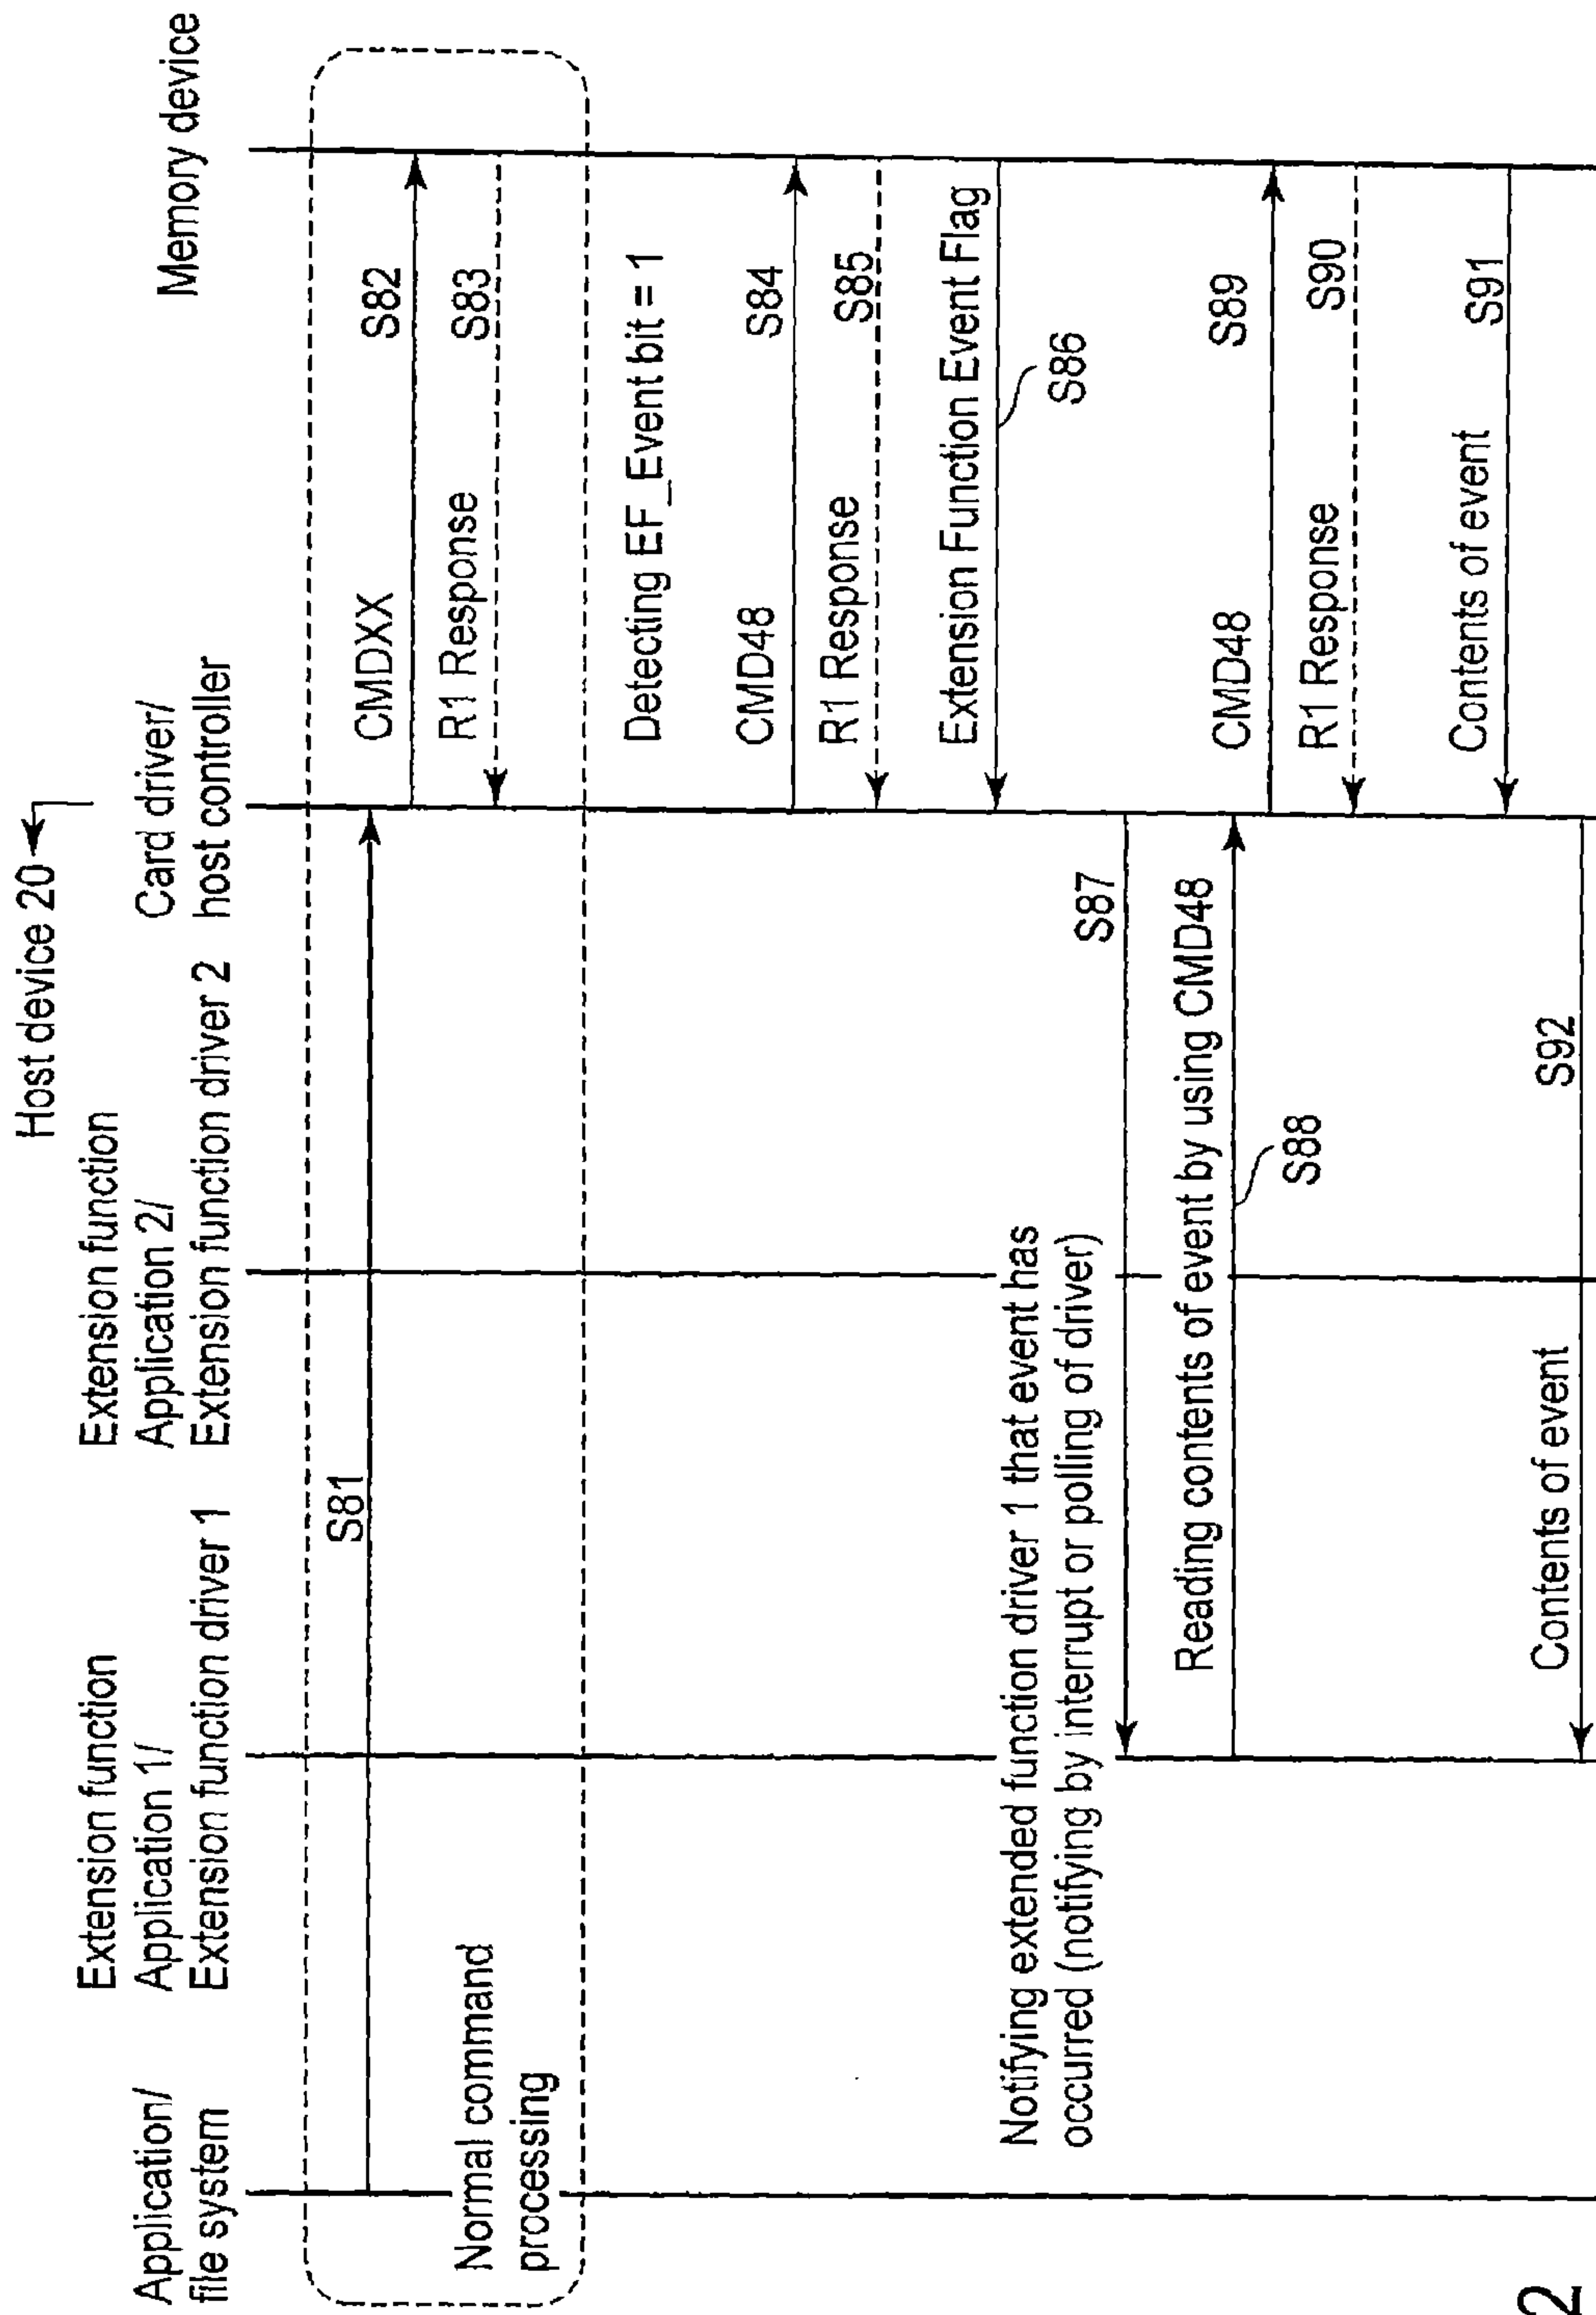 Host device 20
Application/
file system
Extension function
Application 1/
Extension function driver 1
Extension function
Application 2/
Extension function driver 2
Card driver/
host controller
Memory device
S81
Normal command
processing
CMDXX
S82
R1 Response
S83
Detecting EF_Event bit = 1
CMD48
S84
R1 Response
S85
Extension Function Event Flag
S86
Notifying extended function driver 1 that event has
occurred (notifying by interrupt or polling of driver)
S87
Reading contents of event by using CMD48
S88
CMD48
S89
R1 Response
S90
Contents of event
S91
Contents of event
S92
2